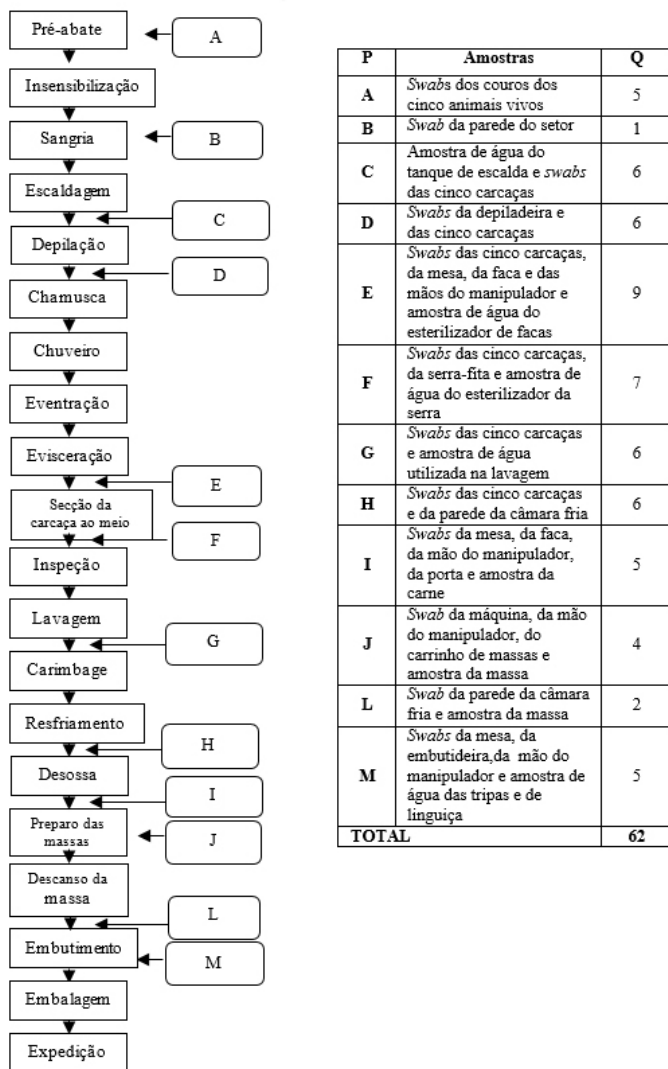 Pré-abate
A
Insensibilização
Sangria
B
Escaldagem
C
Depilação
D
Chamusca
Chuveiro
Eventração
Evisceração
E
Secção da
carcaça ao meio
F
Inspeção
Lavagem
G
Carimbage
Resfriamento
H
Desossa
I
Preparo das
massas
J
Descanso da
massa
L
Embutimento
M
Embalagem
Expedição
P Amostras Q
A Swabs dos couros dos
cinco animais vivos 5
B Swab da parede do setor 1
C Amostra de água do
tanque de escalda e swabs
das cinco carcaças 6
D Swabs da depiladeira e
das cinco carcaças 6
E Swabs das cinco carcaças,
da mesa, da faca e das
mãos do manipulador e
amostra de água do
esterilizador de facas 9
F Swabs das cinco carcaças,
da serra-fita e amostra de
água do esterilizador da
serra 7
G Swabs das cinco carcaças
e amostra de água
utilizada na lavagem 6
H Swabs das cinco carcaças
e da parede da câmara fria 6
I Swabs da mesa, da faca,
da mão do manipulador,
da porta e amostra da
carne 5
J Swab da máquina, da mão
do manipulador, do
carrinho de massas e
amostra da massa 4
L Swab da parede da câmara
fria e amostra da massa 2
M Swabs da mesa, da
embutideira,da mão do
manipulador e amostra de
água das tripas e de
linguiça 5
TOTAL 62